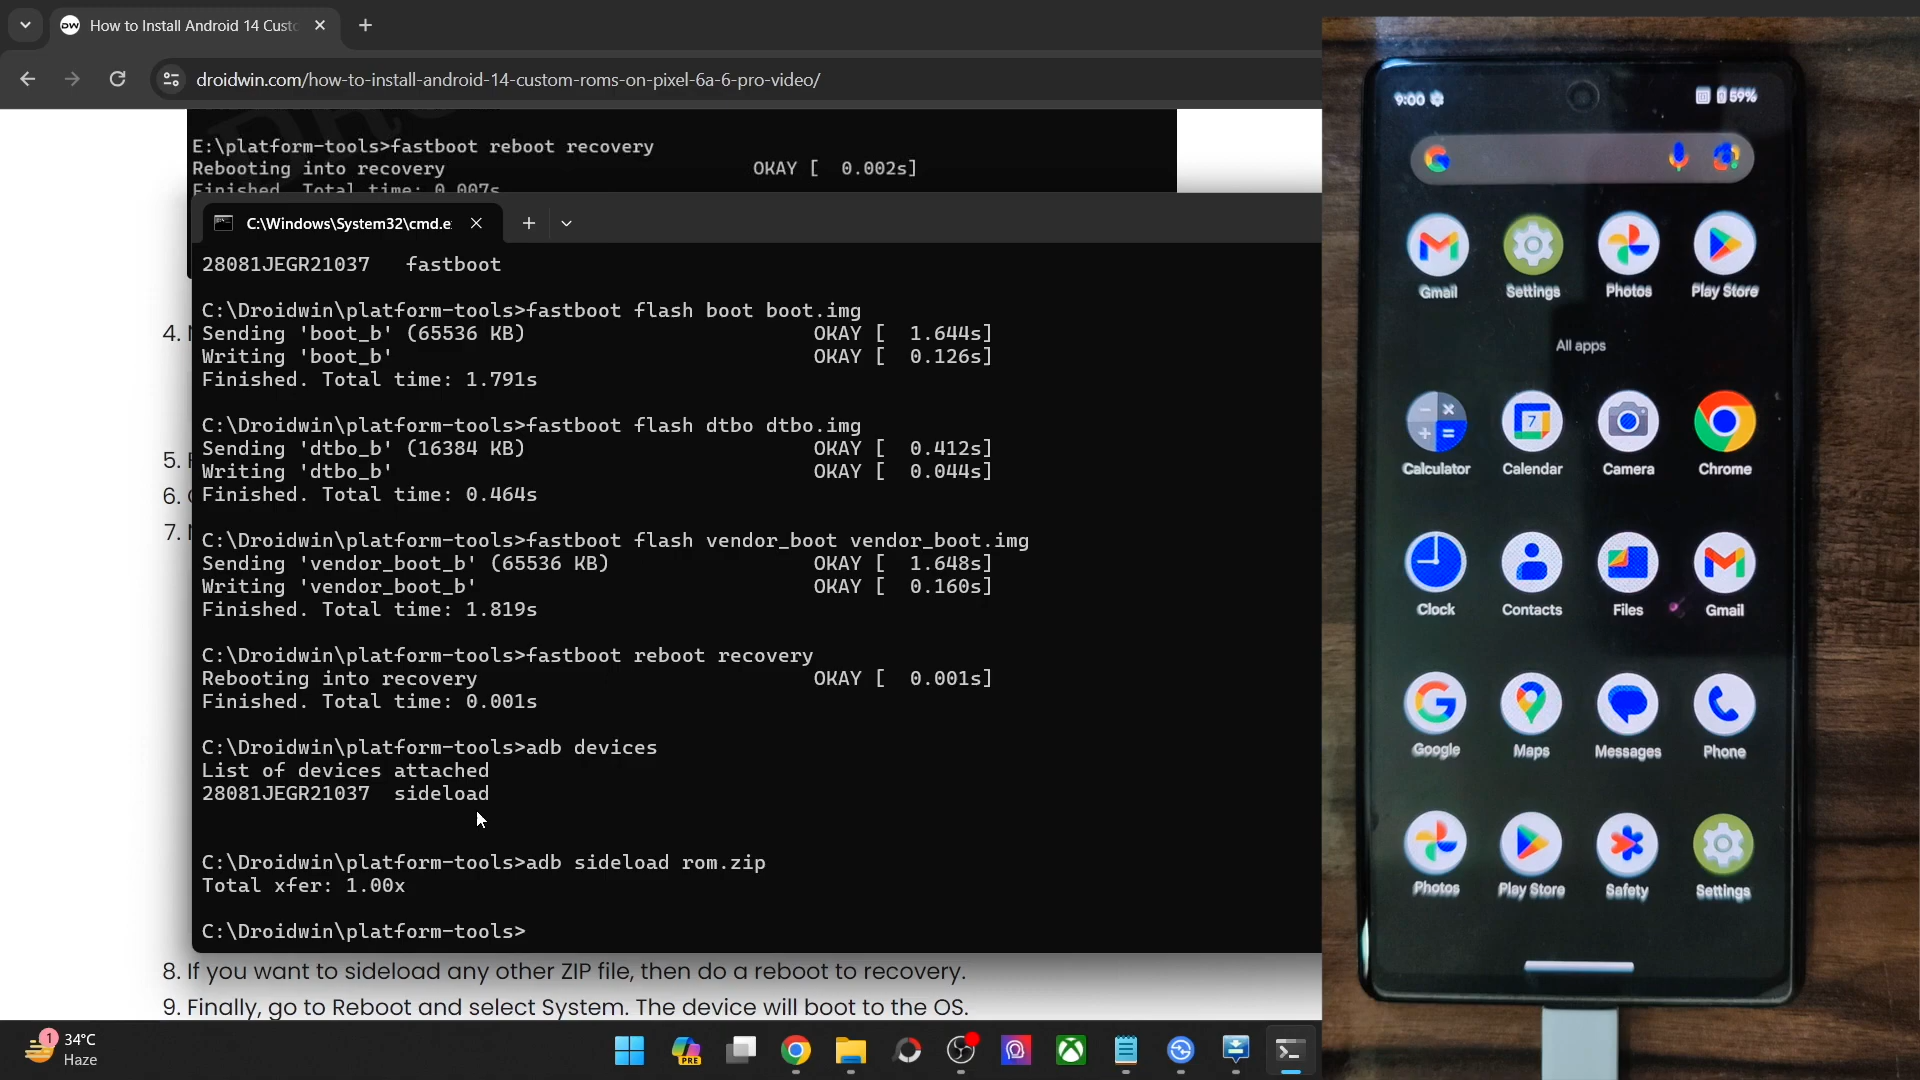 How to Install Android 14 Custo
droidwin.com/how-to-install-android-14-custom-roms-on-pixel-6a-6-pro-video/
E:\platform-tools>fastboot reboot recovery
Rebooting into recovery OKAY [ 0.002s]
Finished. Total time: 0.007s
C:\Windows\System32\cmd.e
28081JEGR21037 fastboot
C:\Droidwin\platform-tools>fastboot flash boot boot.img
Sending 'boot_b' (65536 KB) OKAY [ 1.644s]
Writing 'boot_b' OKAY [ 0.126s]
Finished. Total time: 1.791s
C:\Droidwin\platform-tools>fastboot flash dtbo dtbo.img
Sending 'dtbo_b' (16384 KB) OKAY [ 0.412s]
Writing 'dtbo_b' OKAY [ 0.044s]
Finished. Total time: 0.464s
C:\Droidwin\platform-tools>fastboot flash vendor_boot vendor_boot.img
Sending 'vendor_boot_b' (65536 KB) OKAY [ 1.648s]
Writing 'vendor_boot_b' OKAY [ 0.160s]
Finished. Total time: 1.819s
C:\Droidwin\platform-tools>fastboot reboot recovery
Rebooting into recovery OKAY [ 0.001s]
Finished. Total time: 0.001s
C:\Droidwin\platform-tools>adb devices
List of devices attached
28081JEGR21037 sideload
C:\Droidwin\platform-tools>adb sideload rom.zip
Total xfer: 1.00x
C:\Droidwin\platform-tools>
4.
5.
6.
7.
8. If you want to sideload any other ZIP file, then do a reboot to recovery.
9. Finally, go to Reboot and select System. The device will boot to the OS.
1 34°C
Haze
PRE
9:00 59%
Gmail Settings Photos Play Store
All apps
Calculator Calendar Camera Chrome
Clock Contacts Files Gmail
Google Maps Messages Phone
Photos Play Store Safety Settings